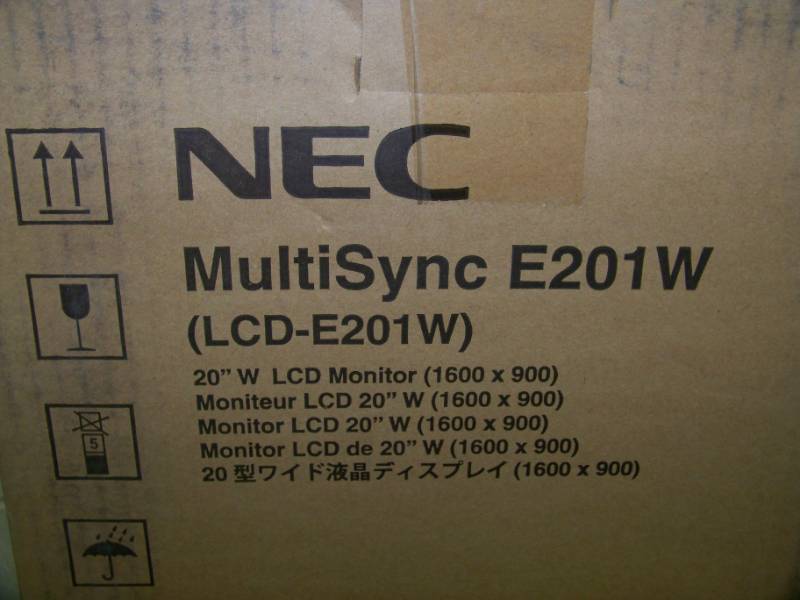 NEC
MultiSync E201W
(LCD-E201W)
20" W LCD Monitor (1600 x 900)
Moniteur LCD 20" W (1600 x 900)
Monitor LCD 20" W (1600 x 900)
Monitor LCD de 20" W (1600 x 900)
20 型ワイド液晶ディスプレイ (1600 x 900)
5